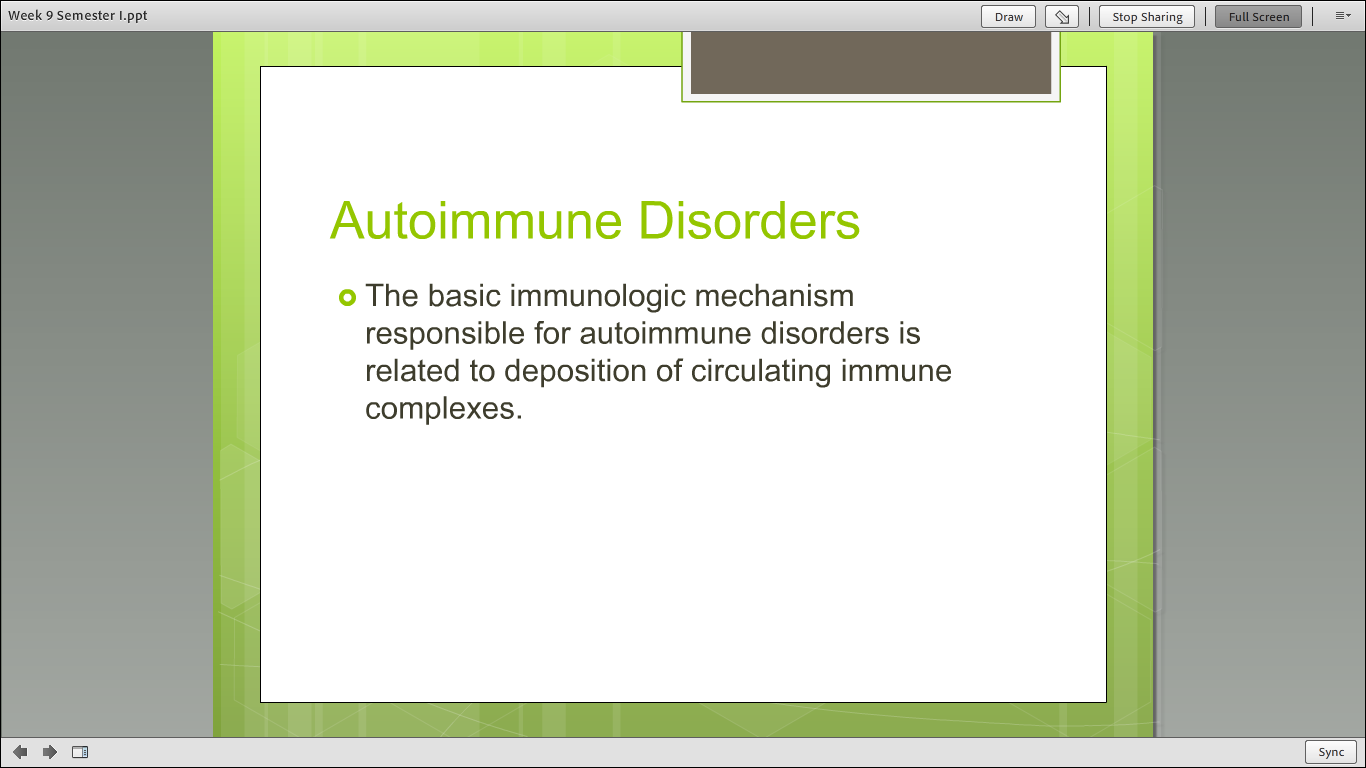 Week 9 Semester I.ppt
Draw
Stop Sharing
Full Screen
Autoimmune Disorders
The basic immunologic mechanism
responsible for autoimmune disorders is
related to deposition of circulating immune
complexes.
Sync